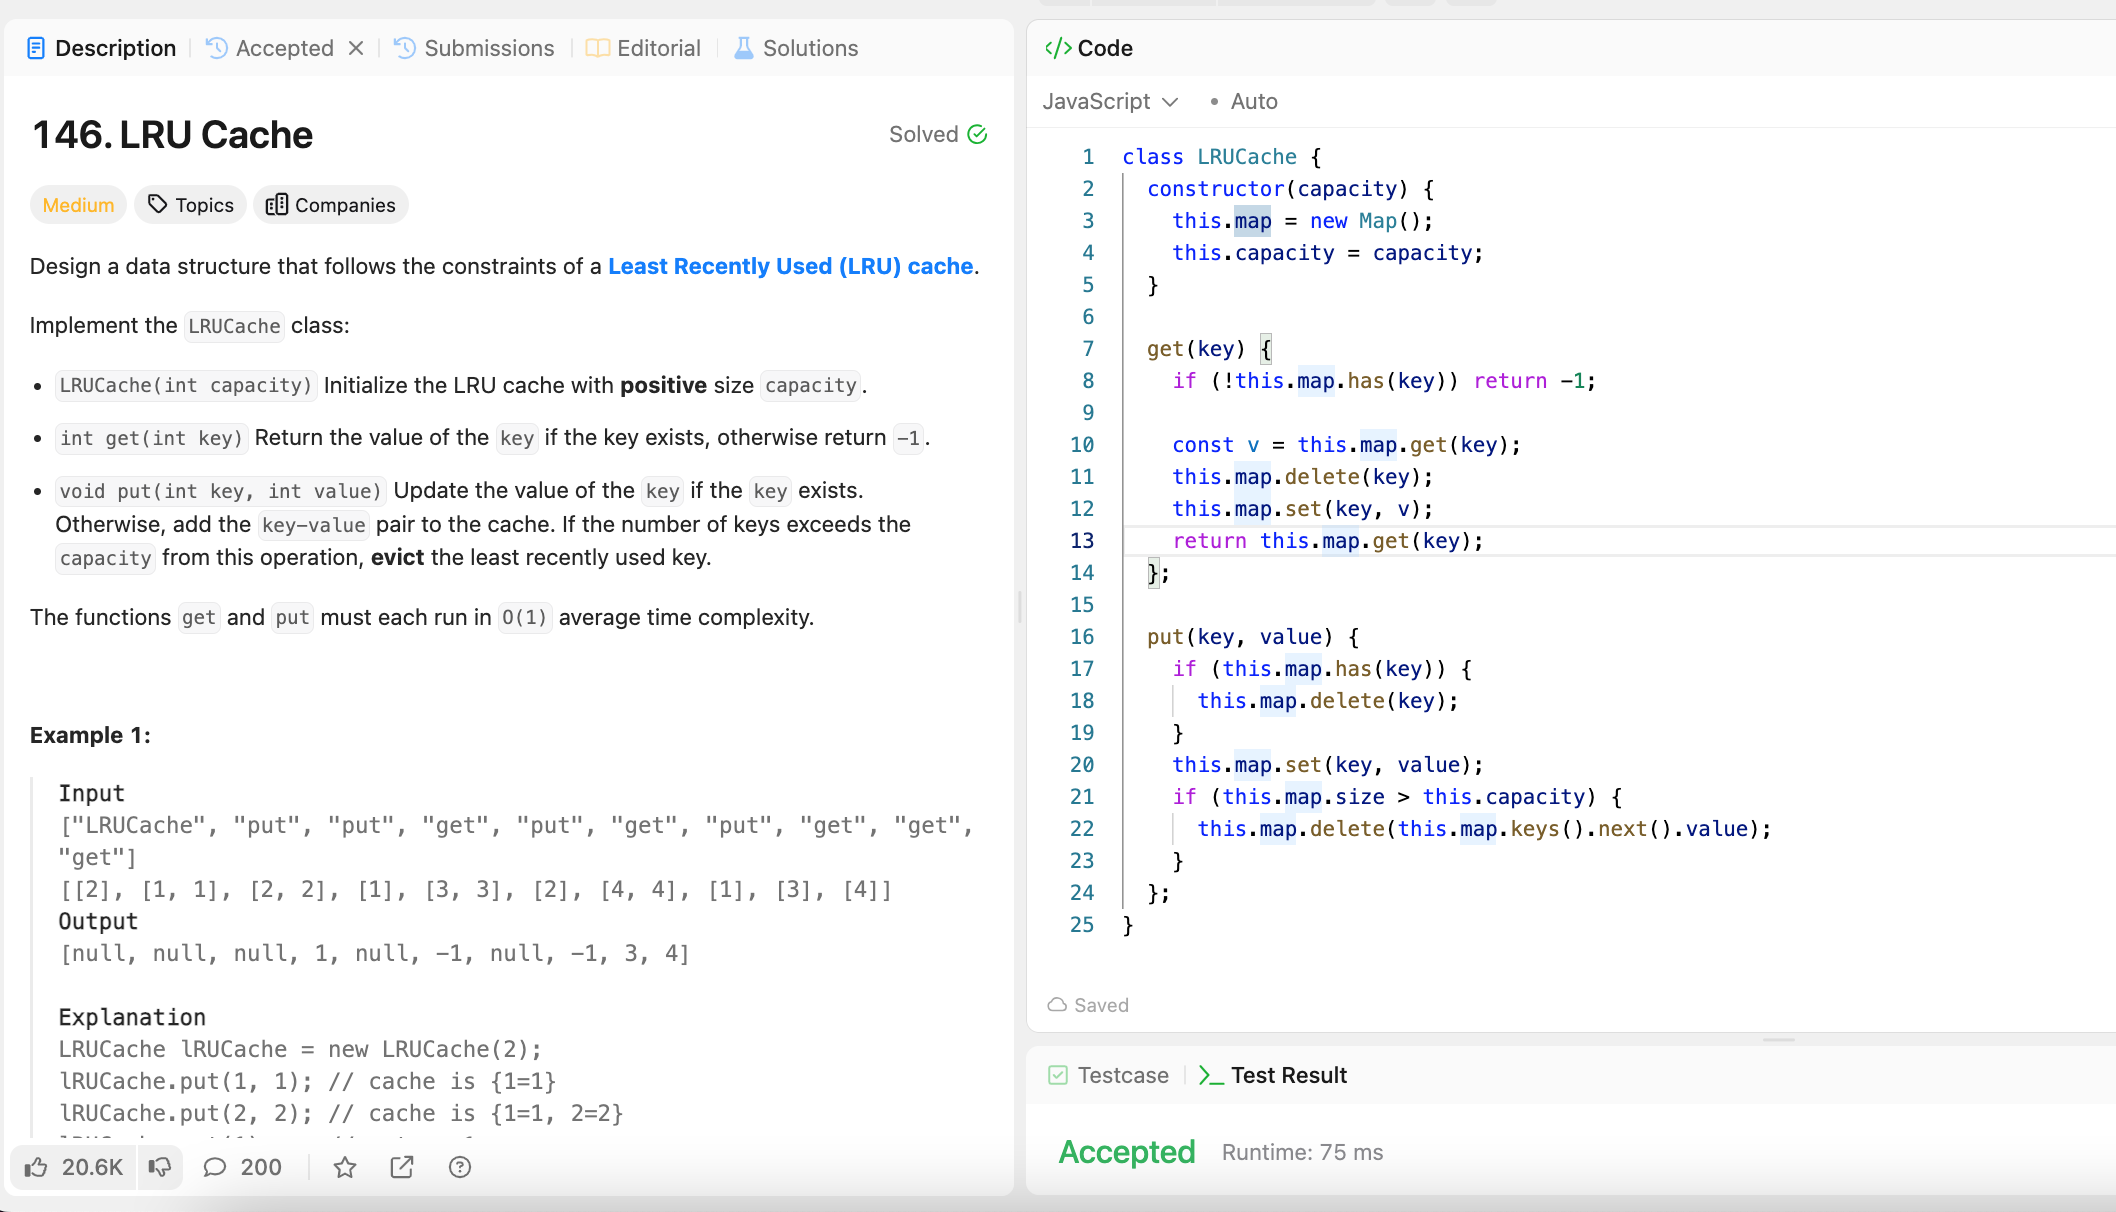 Description
Accepted
Submissions
Editorial
Solutions
146. LRU Cache
Solved
Medium
Topics
Companies
Design a data structure that follows the constraints of a Least Recently Used (LRU) cache.
Implement the LRUCache class:
• LRUCache(int capacity) Initialize the LRU cache with positive size capacity.
• int get(int key) Return the value of the key if the key exists, otherwise return -1.
• void put(int key, int value) Update the value of the key if the key exists.
Otherwise, add the key-value pair to the cache. If the number of keys exceeds the
capacity from this operation, evict the least recently used key.
The functions get and put must each run in O(1) average time complexity.
Example 1:
Input
["LRUCache", "put", "put", "get", "put", "get", "put", "get", "get",
"get"]
[[2], [1, 1], [2, 2], [1], [3, 3], [2], [4, 4], [1], [3], [4]]
Output
[null, null, null, 1, null, -1, null, -1, 3, 4]
Explanation
LRUCache lRUCache = new LRUCache(2);
lRUCache.put(1, 1); // cache is {1=1}
lRUCache.put(2, 2); // cache is {1=1, 2=2}
20.6K
200
</> Code
JavaScript
• Auto
1 class LRUCache {
2 constructor(capacity) {
3 this.map = new Map();
4 this.capacity = capacity;
5 }
6
7 get(key) {
8 if (!this.map.has(key)) return -1;
9
10 const v = this.map.get(key);
11 this.map.delete(key);
12 this.map.set(key, v);
13 return this.map.get(key);
14 };
15
16 put(key, value) {
17 if (this.map.has(key)) {
18 this.map.delete(key);
19 }
20 this.map.set(key, value);
21 if (this.map.size > this.capacity) {
22 this.map.delete(this.map.keys().next().value);
23 }
24 };
25 }
Saved
Testcase
>_ Test Result
Accepted
Runtime: 75 ms